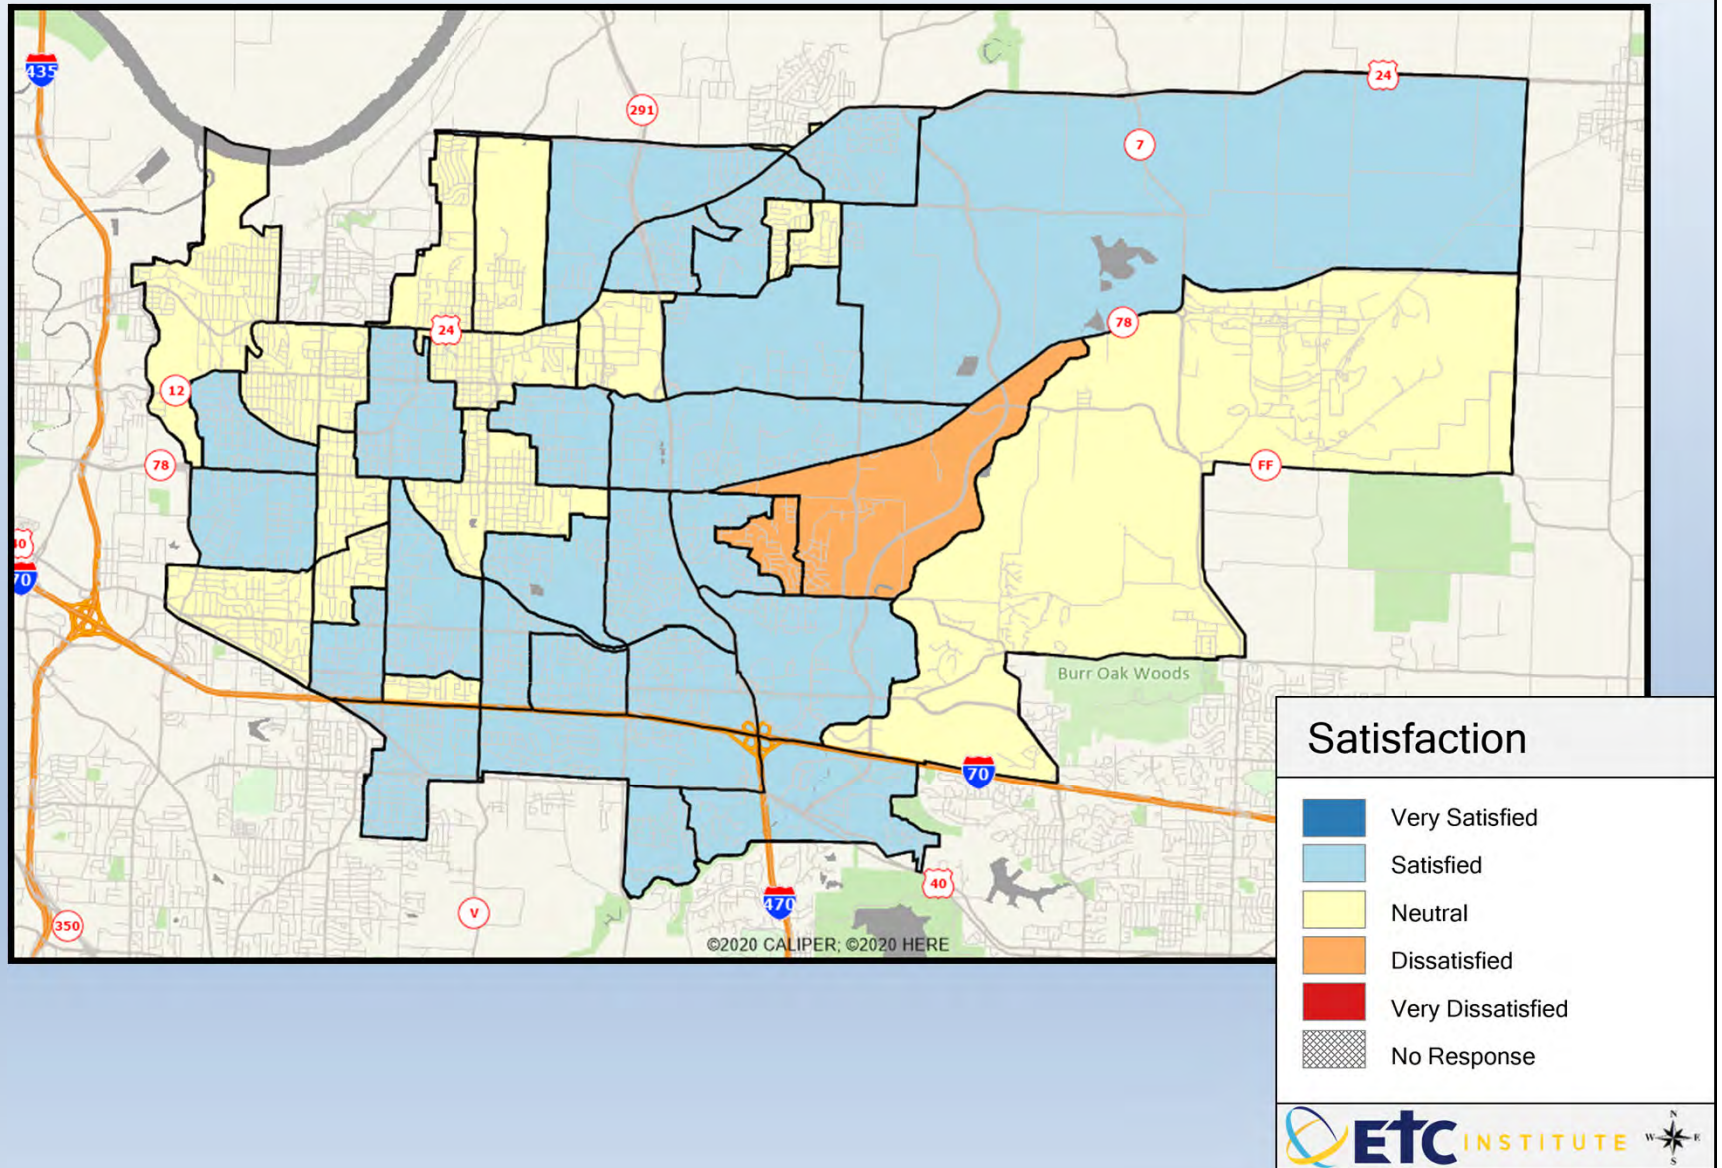 435
24
291
7
24
78
12
78
FF
40
70
Burr Oak Woods
70
40
470
V
350
©2020 CALIPER; ©2020 HERE
Satisfaction
Very Satisfied
Satisfied
Neutral
Dissatisfied
Very Dissatisfied
No Response
ETC INSTITUTE
N
W E
S